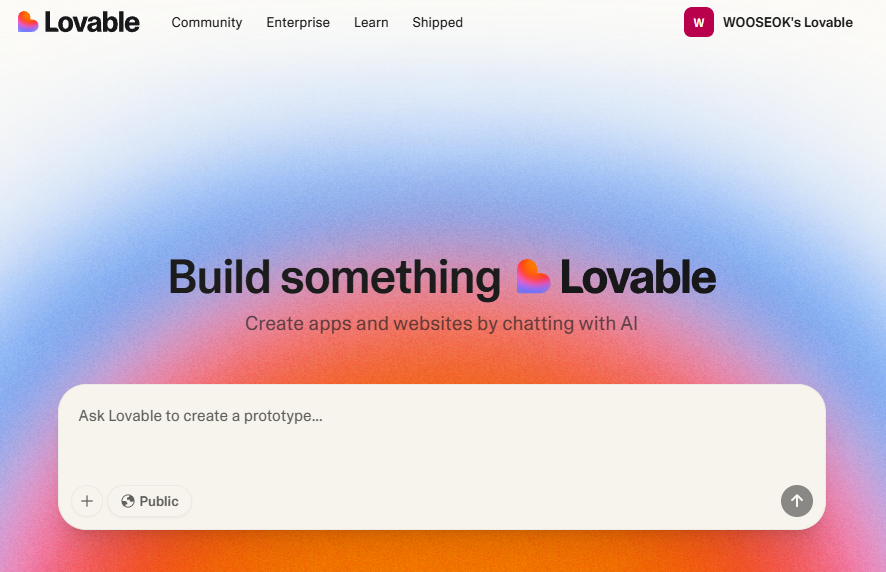 Lovable Community Enterprise Learn Shipped W WOOSEOK's Lovable
Build something Lovable
Create apps and websites by chatting with AI
Ask Lovable to create a prototype...
Public